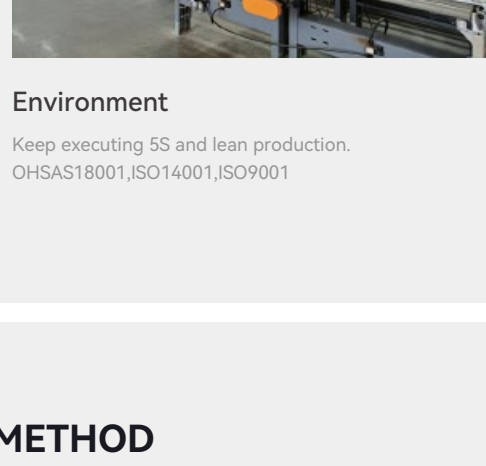 Environment
Keep executing 5S and lean production.
OHSAS18001,ISO14001,ISO9001
METHOD